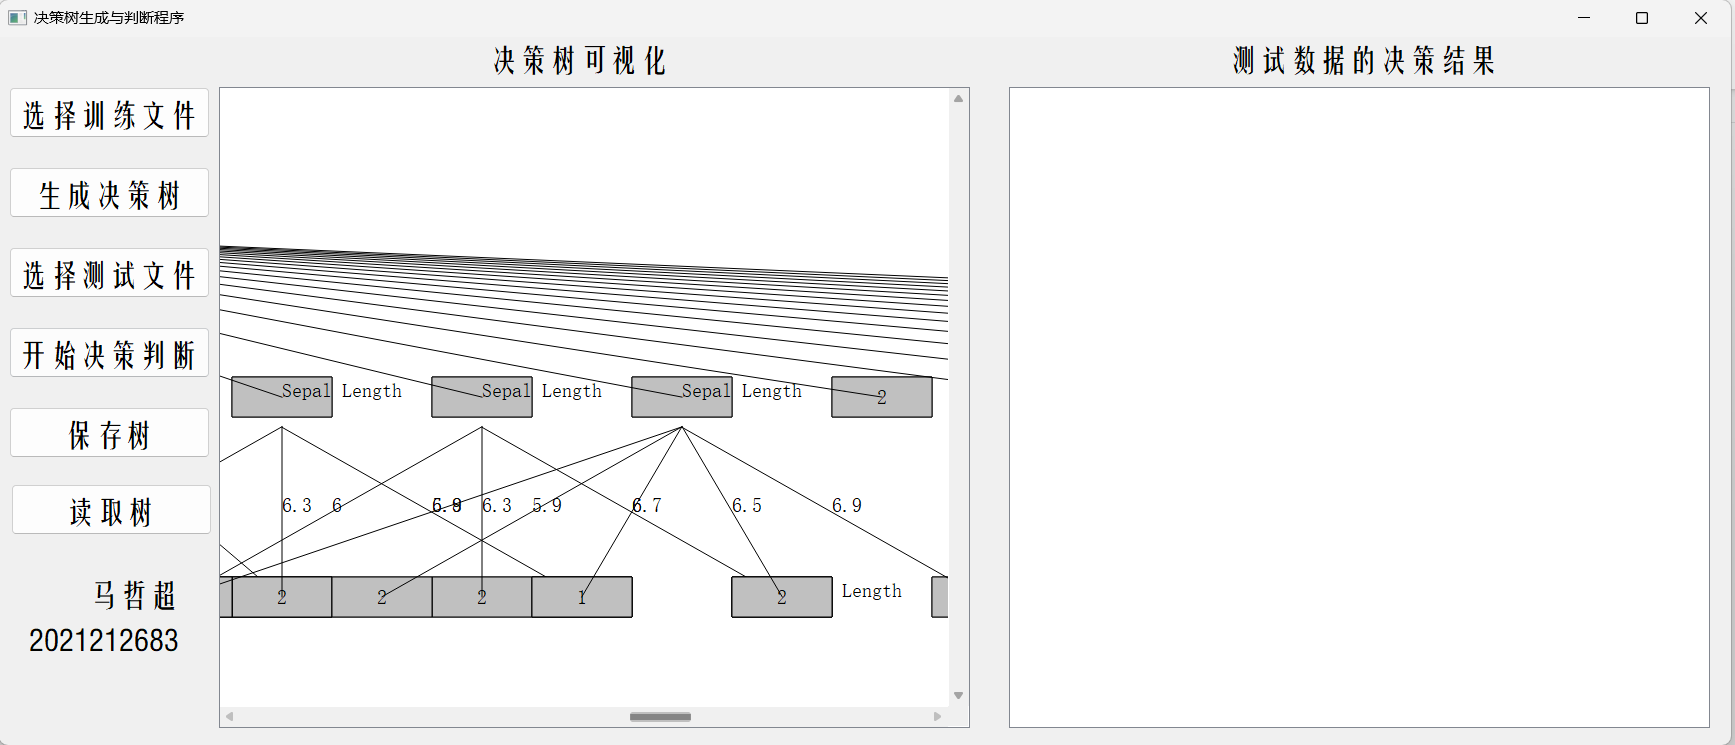 决策树生成与判断程序
决策树可视化
测试数据的决策结果
选择训练文件
生成决策树
选择测试文件
开始决策判断
保存树
读取树
马哲超
2021212683
Sepal Length
Sepal Length
Sepal Length
2
6.3
6
6.3
5.9
6.7
6.5
6.9
2
2
2
1
2
Length